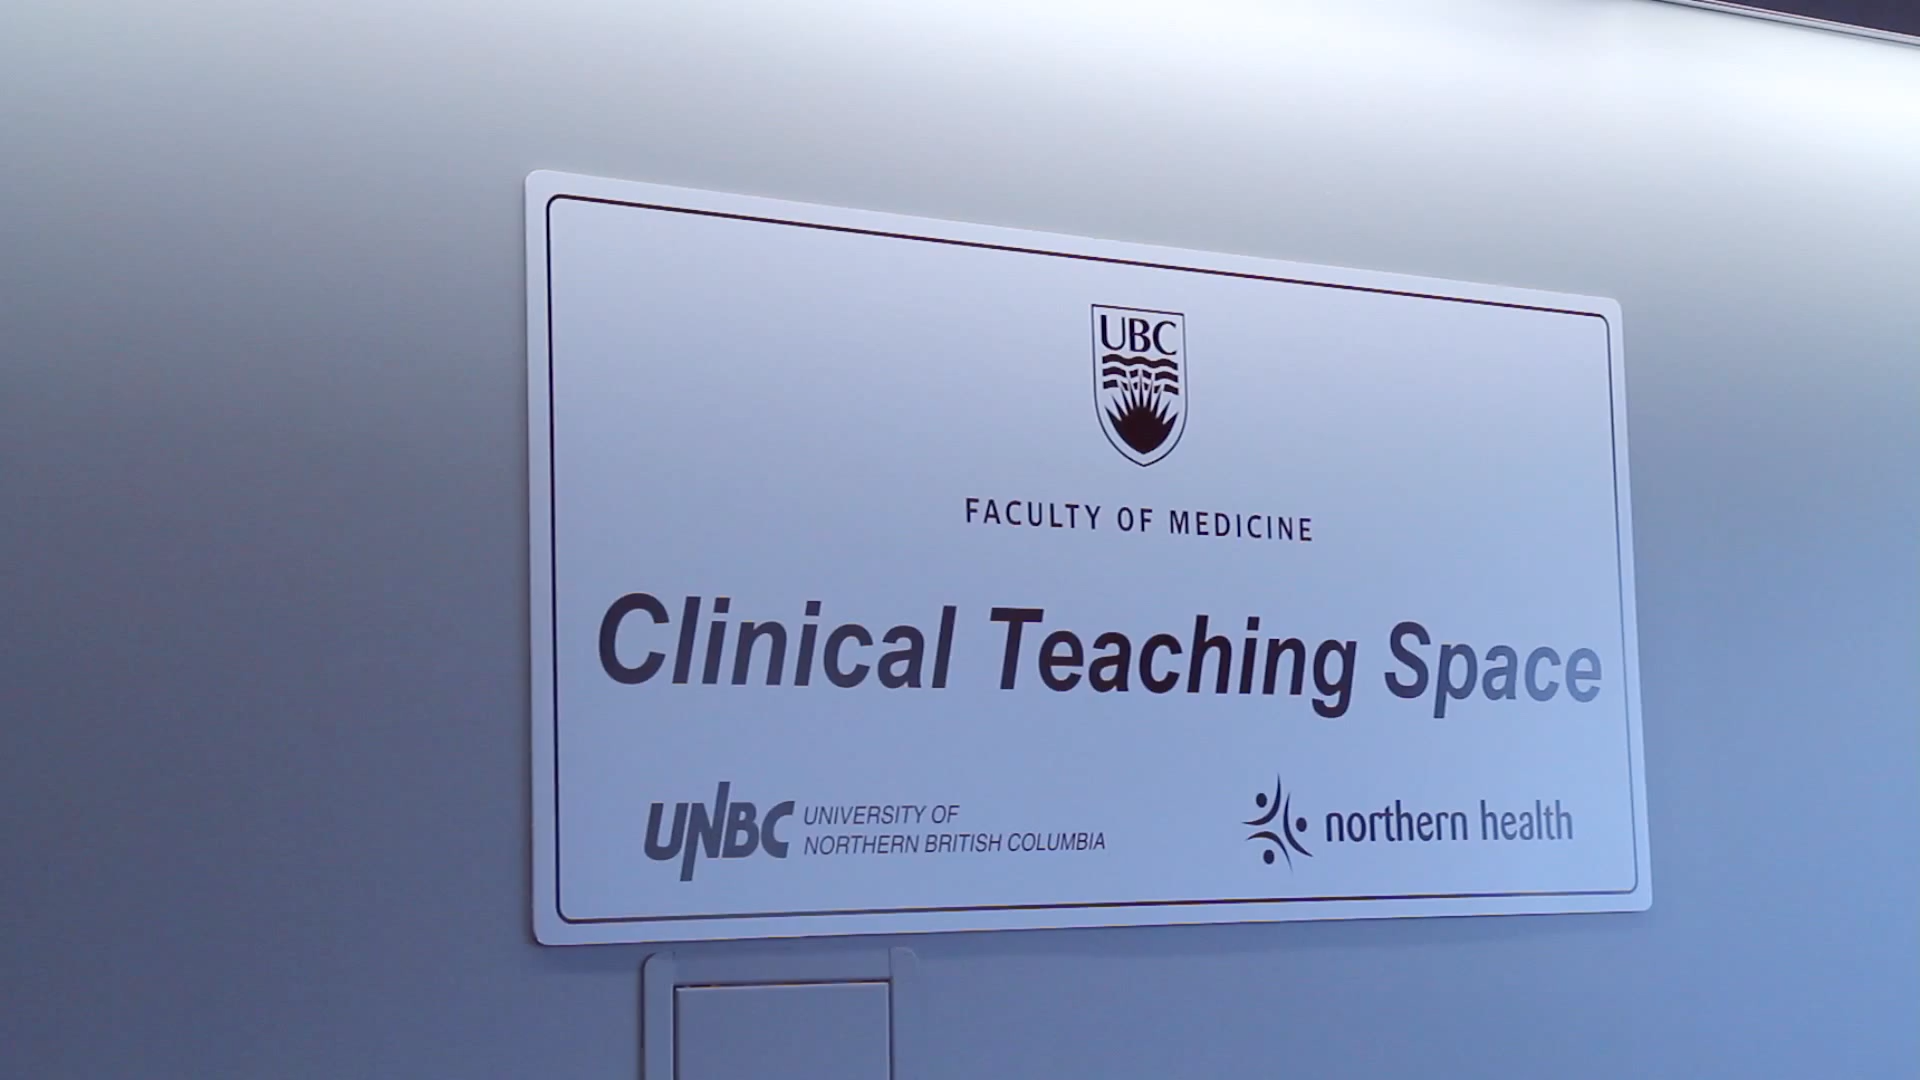 UBC
FACULTY OF MEDICINE
Clinical Teaching Space
UNBC UNIVERSITY OF
NORTHERN BRITISH COLUMBIA
northern health